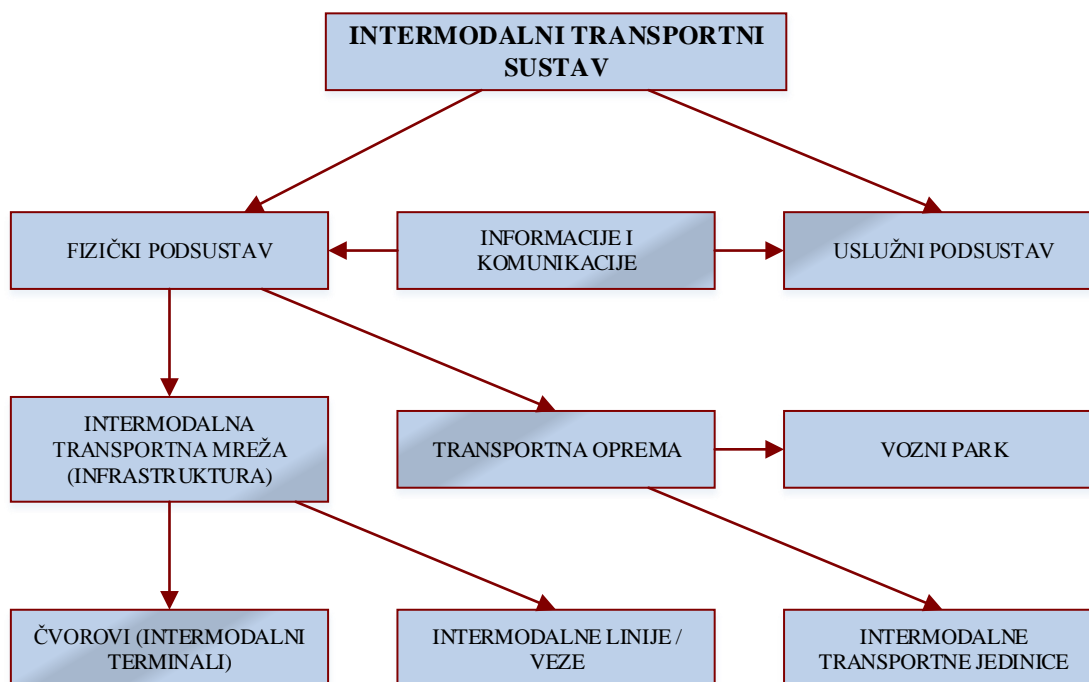 INTERMODALNI TRANSPORTNI
SUSTAV
FIZIČKI PODSUSTAV
INFORMACIJE I
KOMUNIKACIJE
USLUŽNI PODSUSTAV
INTERMODALNA
TRANSPORTNA MREŽA
(INFRASTRUKTURA)
TRANSPORTNA OPREMA
VOZNI PARK
ČVOROVI (INTERMODALNI
TERMINALI)
INTERMODALNE LINIJE /
VEZE
INTERMODALNE
TRANSPORTNE JEDINICE